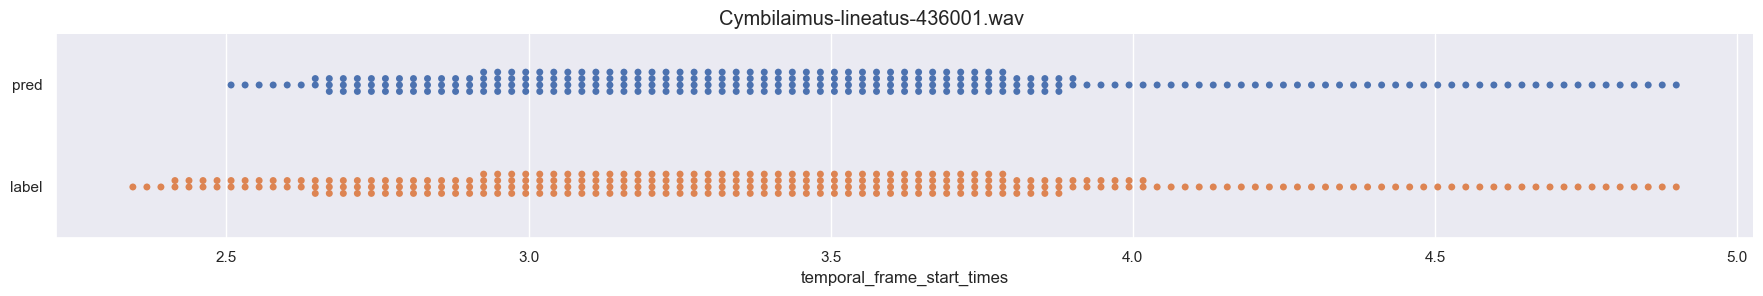 Cymbilaimus-lineatus-436001.wav
pred
label
2.5 3.0 3.5 4.0 4.5 5.0
temporal_frame_start_times